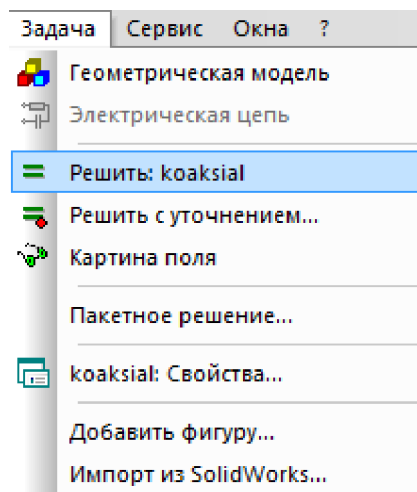 Задача Сервис Окна ?
Геометрическая модель
Электрическая цепь
Решить: koaksial
Решить с уточнением...
Картина поля
Пакетное решение...
koaksial: Свойства...
Добавить фигуру...
Импорт из SolidWorks...